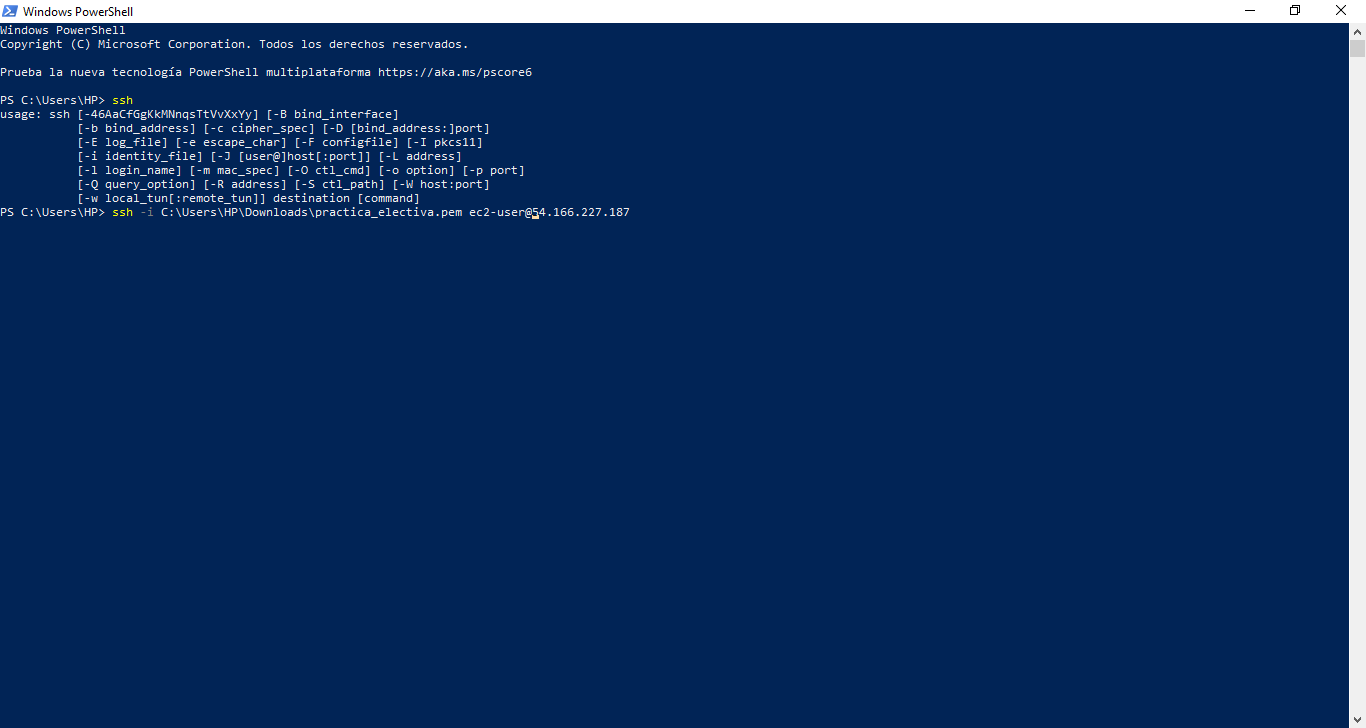 Windows PowerShell
Windows PowerShell
Copyright (C) Microsoft Corporation. Todos los derechos reservados.
Prueba la nueva tecnología PowerShell multiplataforma https://aka.ms/pscore6
PS C:\Users\HP> ssh
usage: ssh [-46AaCfGgKkMNnqsTtVvXxYy] [-B bind_interface]
           [-b bind_address] [-c cipher_spec] [-D [bind_address:]port]
           [-E log_file] [-e escape_char] [-F configfile] [-I pkcs11]
           [-i identity_file] [-J [user@]host[:port]] [-L address]
           [-l login_name] [-m mac_spec] [-O ctl_cmd] [-o option] [-p port]
           [-Q query_option] [-R address] [-S ctl_path] [-W host:port]
           [-w local_tun[:remote_tun]] destination [command]
PS C:\Users\HP> ssh -i C:\Users\HP\Downloads\practica_electiva.pem ec2-user@54.166.227.187